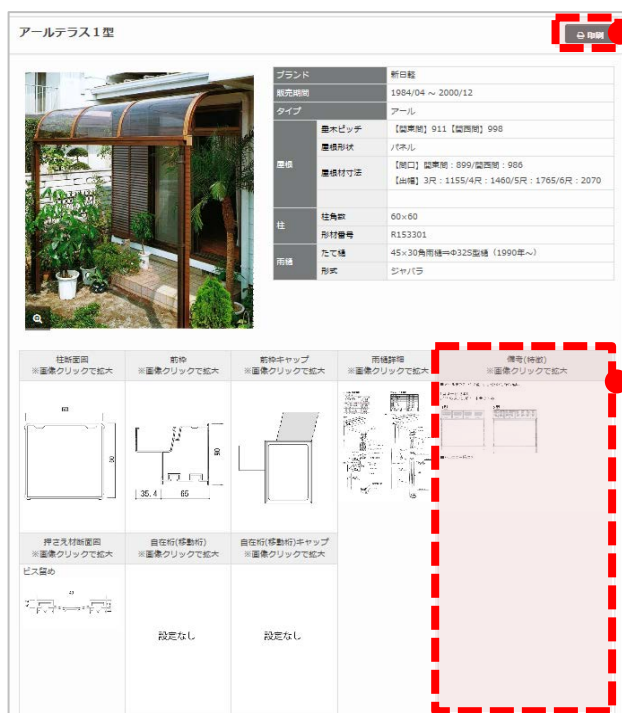 アールテラス1型
印刷
ブランド 新日軽
販売期間 1984/04 ~ 2000/12
タイプ アール
屋根 垂木ピッチ 【関東間】911【関西間】998
屋根形状 パネル
屋根材寸法 【間口】関東間:899/関西間:986
【出幅】3尺:1155/4尺:1460/5尺:1765/6尺:2070
柱 柱角数 60×60
形材番号 R153301
雨樋 たて樋 45×30角雨樋⇒Φ32S型樋(1990年~)
形式 ジャバラ
柱断面図
※画像クリックで拡大
前枠
※画像クリックで拡大
前枠キャップ
※画像クリックで拡大
雨樋詳細
※画像クリックで拡大
備考(特徴)
※画像クリックで拡大
60
35.4 65
90
押さえ材断面図
※画像クリックで拡大
自在桁(移動桁)
※画像クリックで拡大
自在桁(移動桁)キャップ
※画像クリックで拡大
ビス留め
設定なし
設定なし